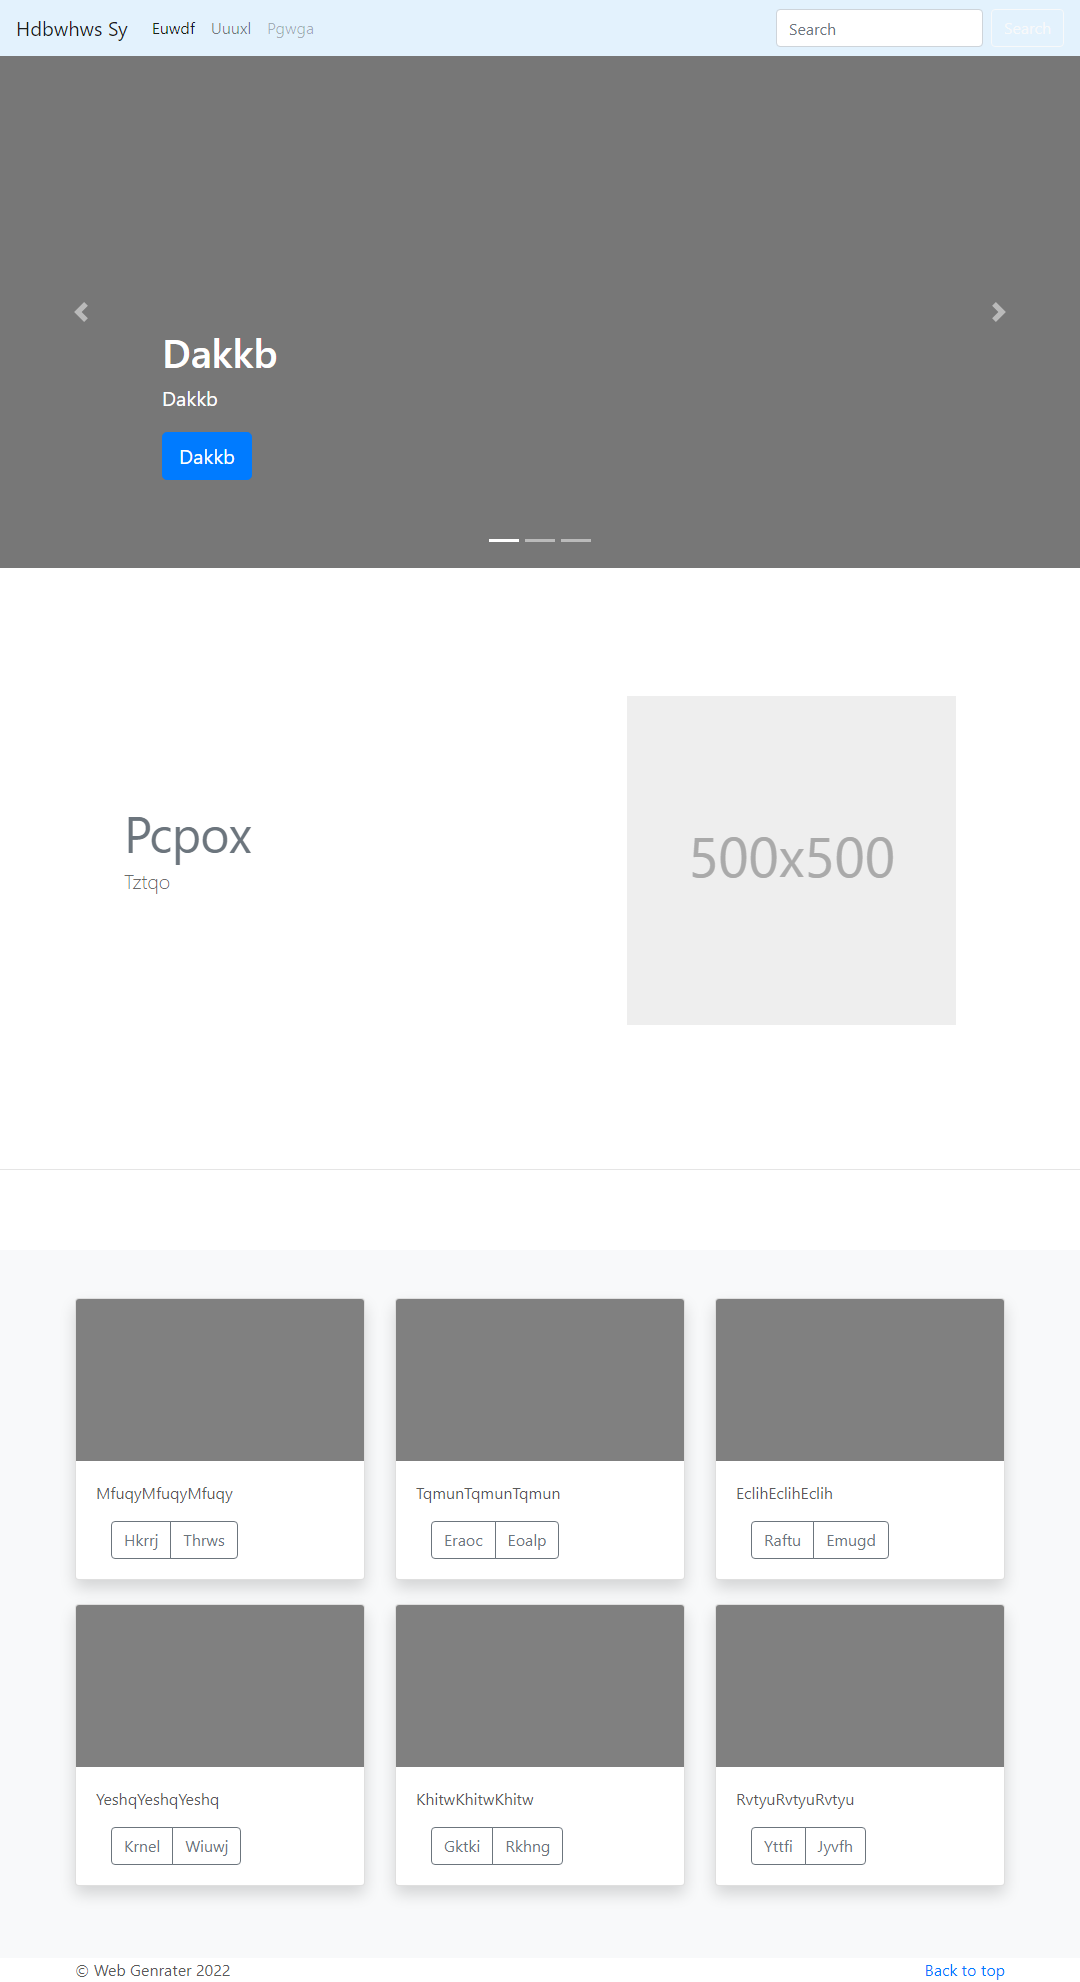 Hdbwhws Sy Euwdf Uuuxl Pgwga Search Search
Dakkb
Dakkb
Dakkb
Pcpox
Tztqo
500x500
MfuqyMfuqyMfuqy
Hkrrj Thrws
TqmunTqmunTqmun
Eraoc Eoalp
EclihEclihEclih
Raftu Emugd
YeshqYeshqYeshq
Krnel Wiuwj
KhitwKhitwKhitw
Gktki Rkhng
RvtyuRvtyuRvtyu
Yttfi Jyvfh
© Web Genrater 2022 Back to top